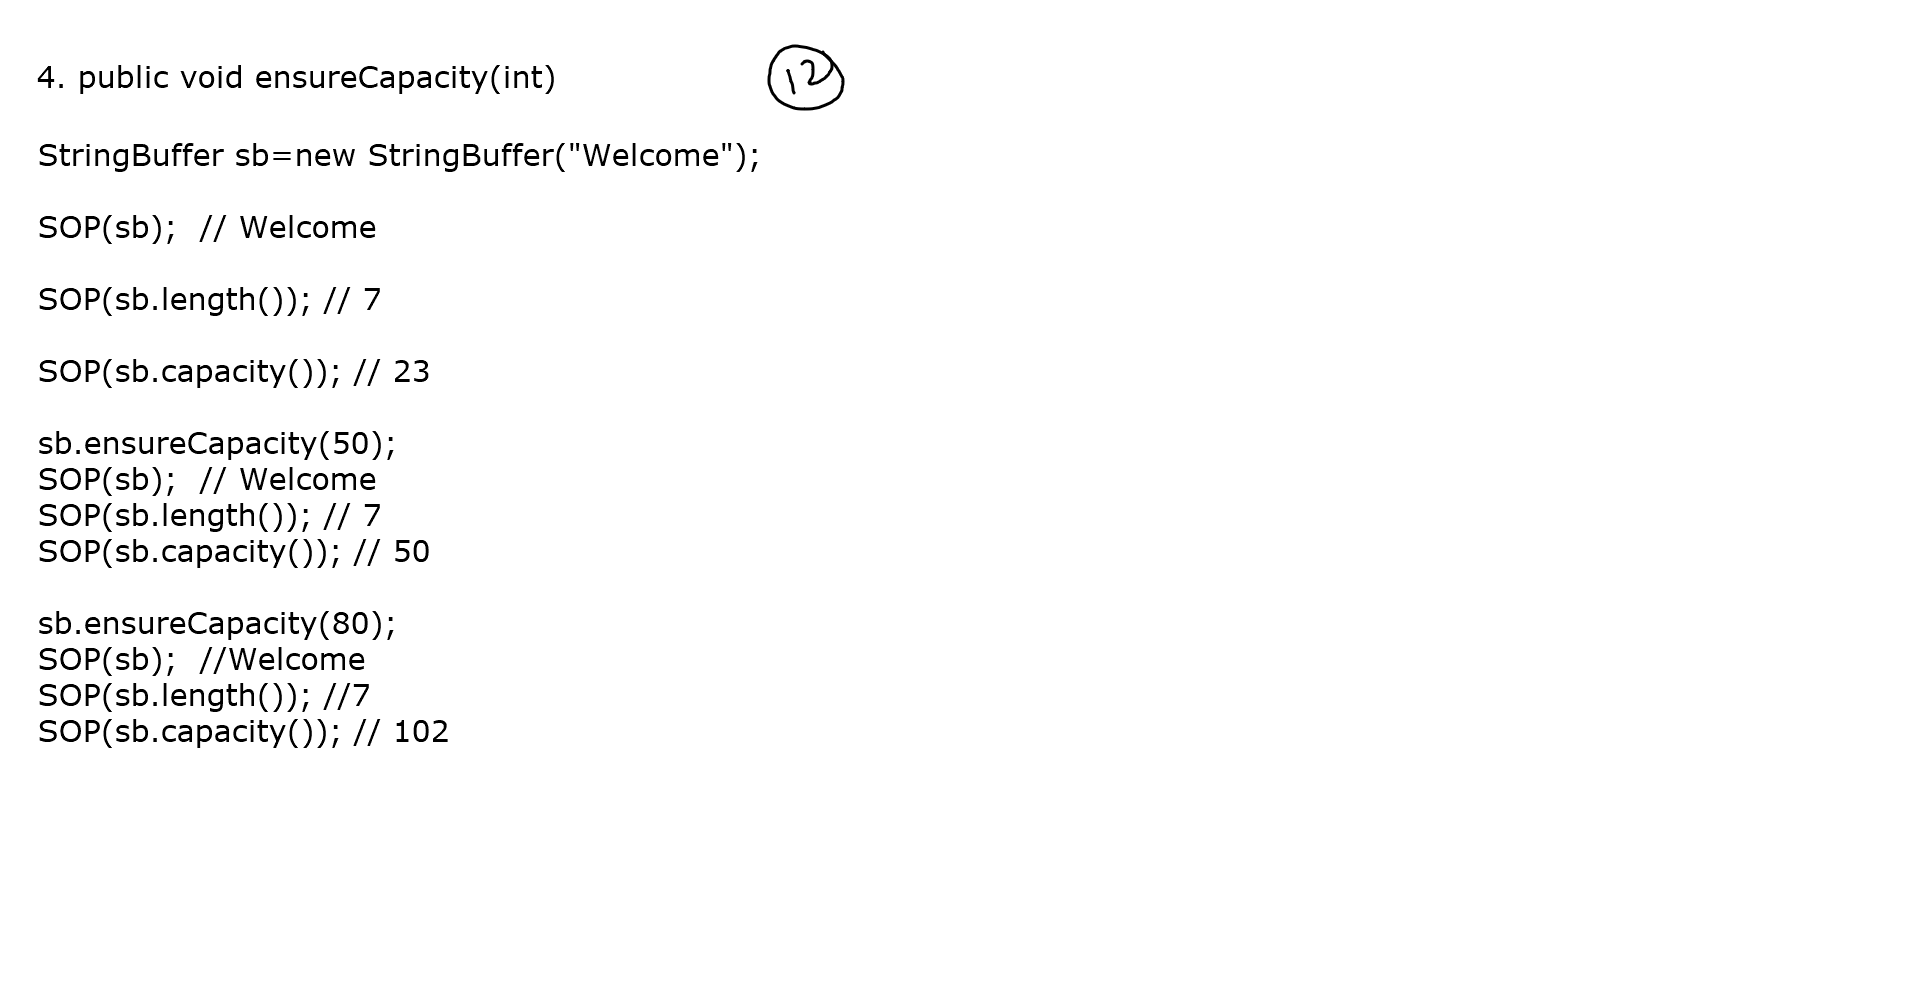 4. public void ensureCapacity(int)
12
StringBuffer sb=new StringBuffer("Welcome");
SOP(sb);  // Welcome
SOP(sb.length()); // 7
SOP(sb.capacity()); // 23
sb.ensureCapacity(50);
SOP(sb);  // Welcome
SOP(sb.length()); // 7
SOP(sb.capacity()); // 50
sb.ensureCapacity(80);
SOP(sb);  //Welcome
SOP(sb.length()); //7
SOP(sb.capacity()); // 102